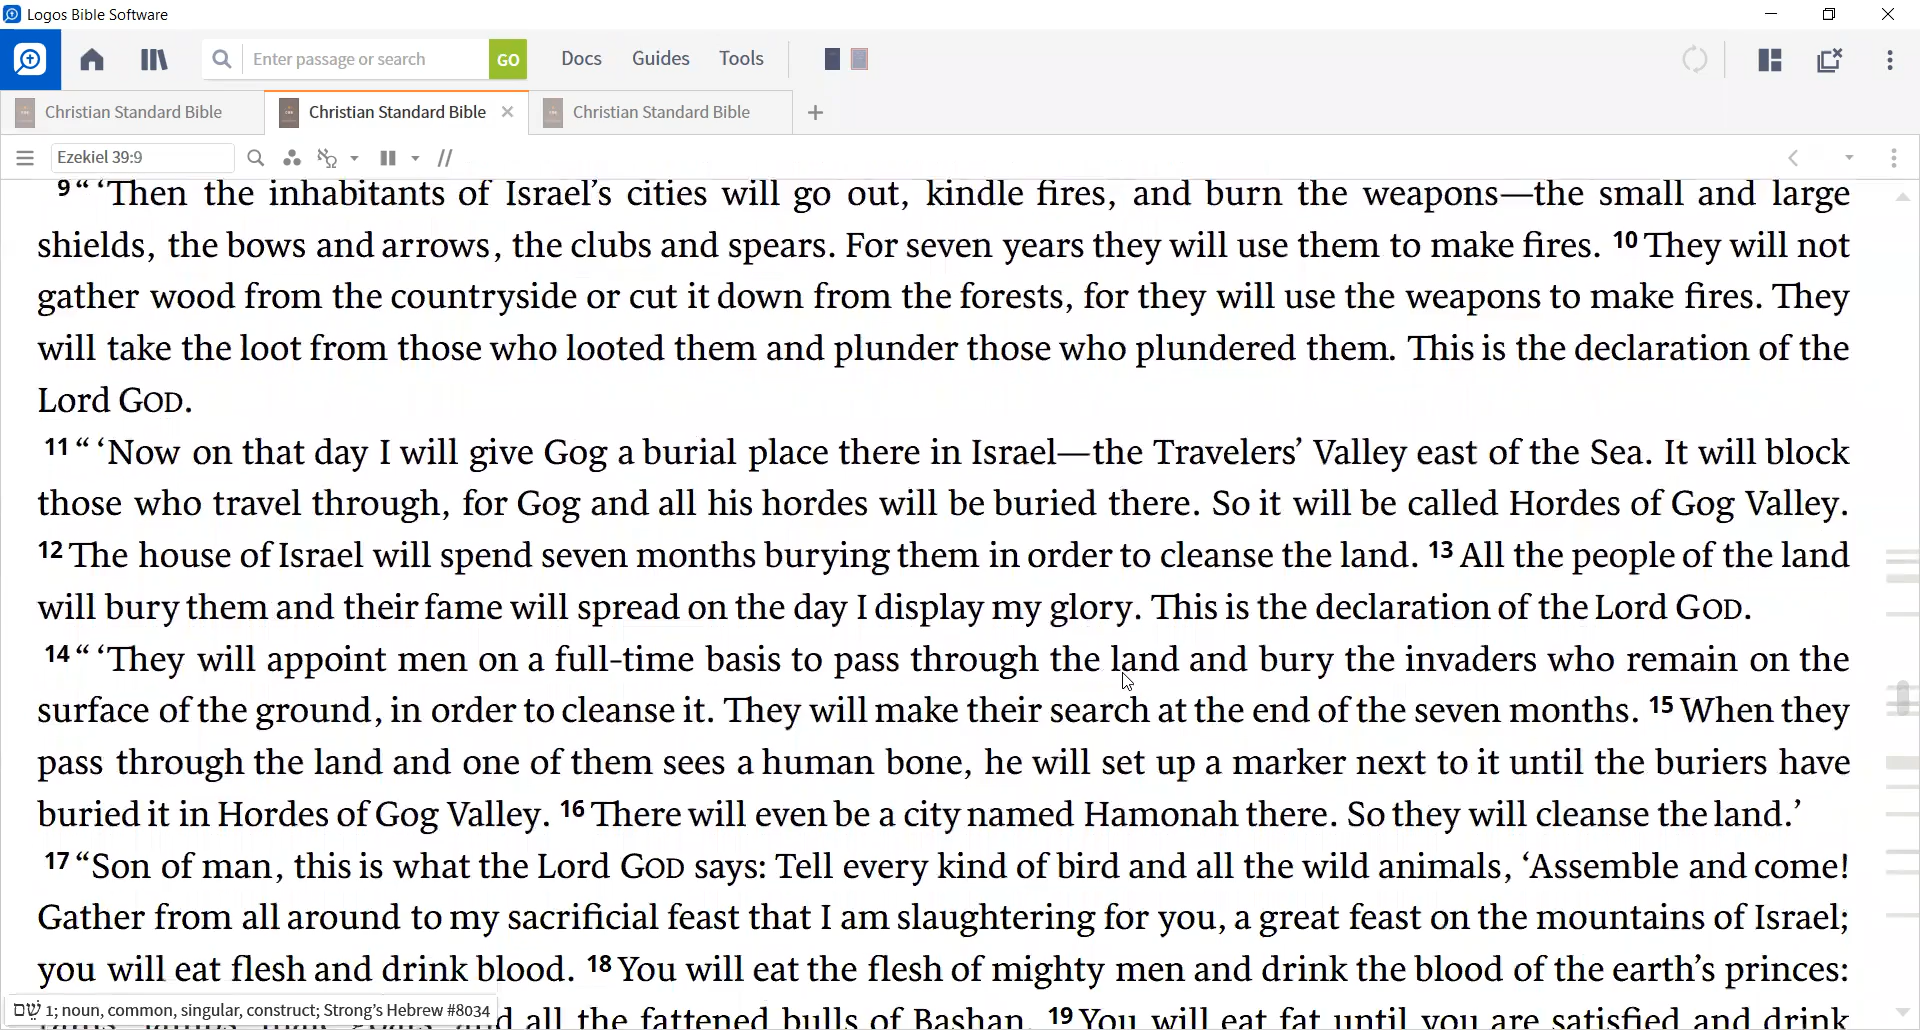 Logos Bible Software
Enter passage or search
GO
Docs
Guides
Tools
Christian Standard Bible
Christian Standard Bible
Christian Standard Bible
Ezekiel 39:9
9 “ ‘Then the inhabitants of Israel’s cities will go out, kindle fires, and burn the weapons—the small and large
shields, the bows and arrows, the clubs and spears. For seven years they will use them to make fires. 10 They will not
gather wood from the countryside or cut it down from the forests, for they will use the weapons to make fires. They
will take the loot from those who looted them and plunder those who plundered them. This is the declaration of the
Lord GOD.
11 “ ‘Now on that day I will give Gog a burial place there in Israel—the Travelers’ Valley east of the Sea. It will block
those who travel through, for Gog and all his hordes will be buried there. So it will be called Hordes of Gog Valley.
12 The house of Israel will spend seven months burying them in order to cleanse the land. 13 All the people of the land
will bury them and their fame will spread on the day I display my glory. This is the declaration of the Lord GOD.
14 “ ‘They will appoint men on a full-time basis to pass through the land and bury the invaders who remain on the
surface of the ground, in order to cleanse it. They will make their search at the end of the seven months. 15 When they
pass through the land and one of them sees a human bone, he will set up a marker next to it until the buriers have
buried it in Hordes of Gog Valley. 16 There will even be a city named Hamonah there. So they will cleanse the land.’
17 “Son of man, this is what the Lord GOD says: Tell every kind of bird and all the wild animals, ‘Assemble and come!
Gather from all around to my sacrificial feast that I am slaughtering for you, a great feast on the mountains of Israel;
you will eat flesh and drink blood. 18 You will eat the flesh of mighty men and drink the blood of the earth’s princes:
all the fattened bulls of Bashan. 19 You will eat fat until you are satisfied and drink
שֵׁם 1; noun, common, singular, construct; Strong’s Hebrew #8034